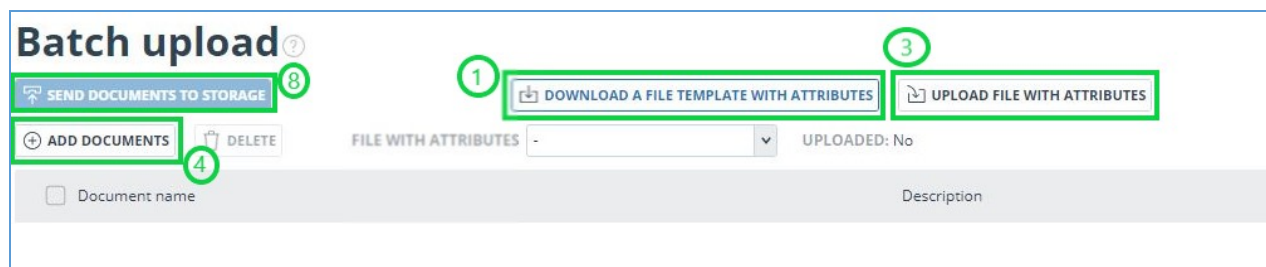 Batch upload ?
3
SEND DOCUMENTS TO STORAGE 8 1 DOWNLOAD A FILE TEMPLATE WITH ATTRIBUTES UPLOAD FILE WITH ATTRIBUTES
ADD DOCUMENTS DELETE FILE WITH ATTRIBUTES - UPLOADED: No
4
Document name Description